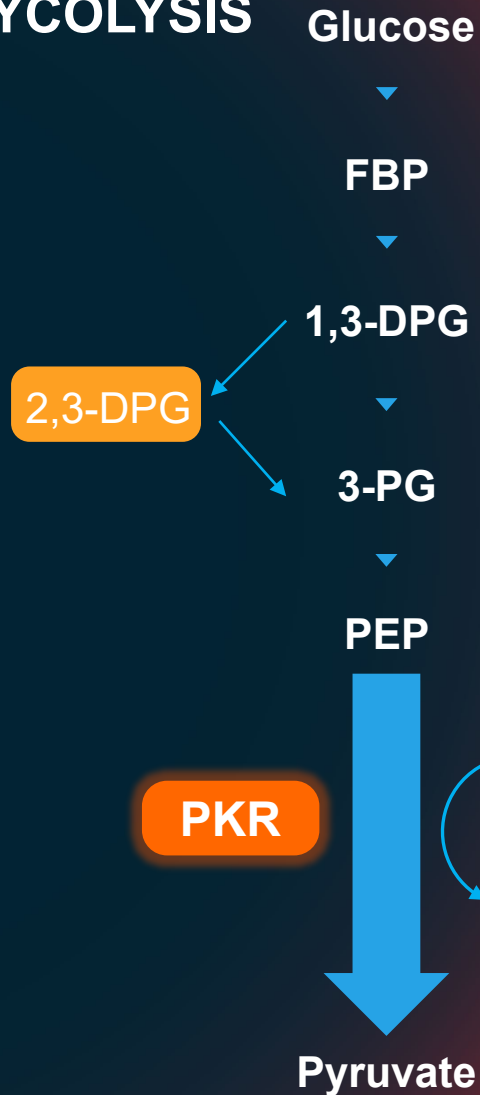 YCOLYSIS
Glucose
FBP
1,3-DPG
2,3-DPG
3-PG
PEP
PKR
Pyruvate